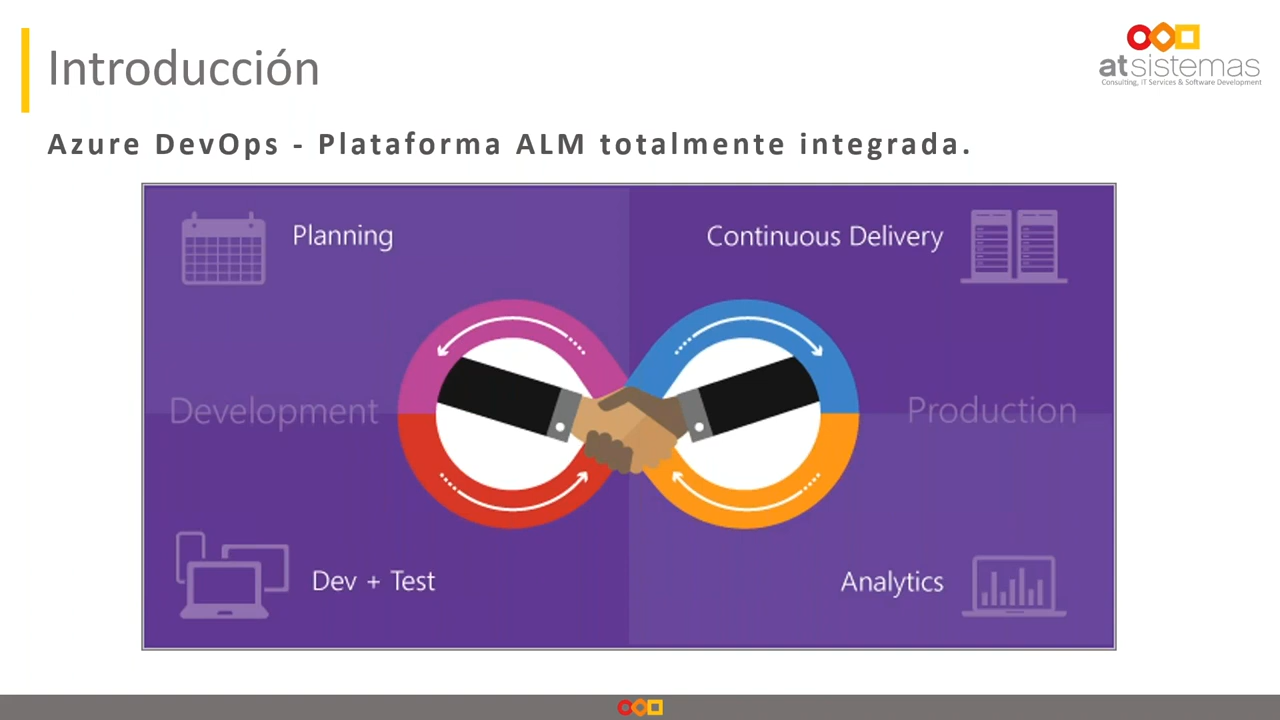 Introducción
atsistemas
Consulting, IT Services & Software Development
Azure DevOps - Plataforma ALM totalmente integrada.
Planning
Continuous Delivery
Development
Production
Dev + Test
Analytics